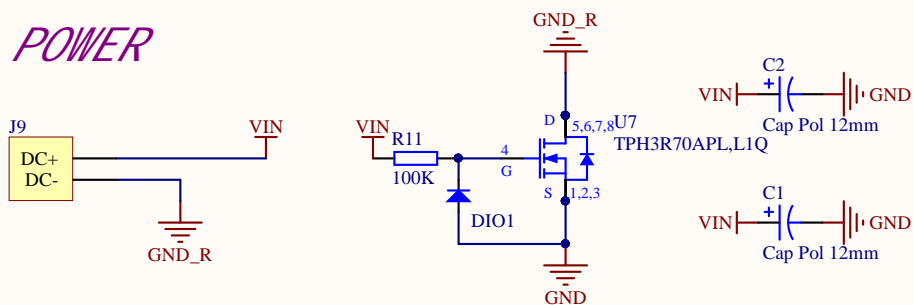 POWER
J9
DC+
DC-
VIN
GND_R
VIN
R11
100K
DIO1
GND_R
D
5,6,7,8
U7
TPH3R70APL,L1Q
4
G
S
1,2,3
GND
C2
VIN
+
GND
Cap Pol 12mm
C1
VIN
+
GND
Cap Pol 12mm